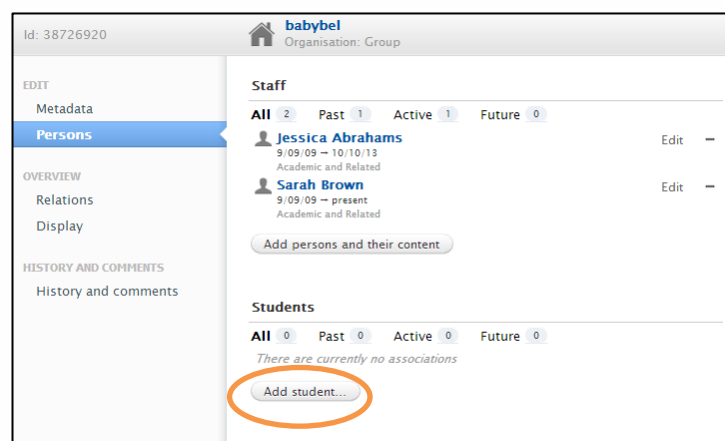 Id: 38726920
babybel
Organisation: Group
EDIT
Metadata
Persons
OVERVIEW
Relations
Display
HISTORY AND COMMENTS
History and comments
Staff
All 2 Past 1 Active 1 Future 0
Jessica Abrahams
9/09/09 → 10/10/13
Academic and Related
Edit −
Sarah Brown
9/09/09 → present
Academic and Related
Edit −
Add persons and their content
Students
All 0 Past 0 Active 0 Future 0
There are currently no associations
Add student...